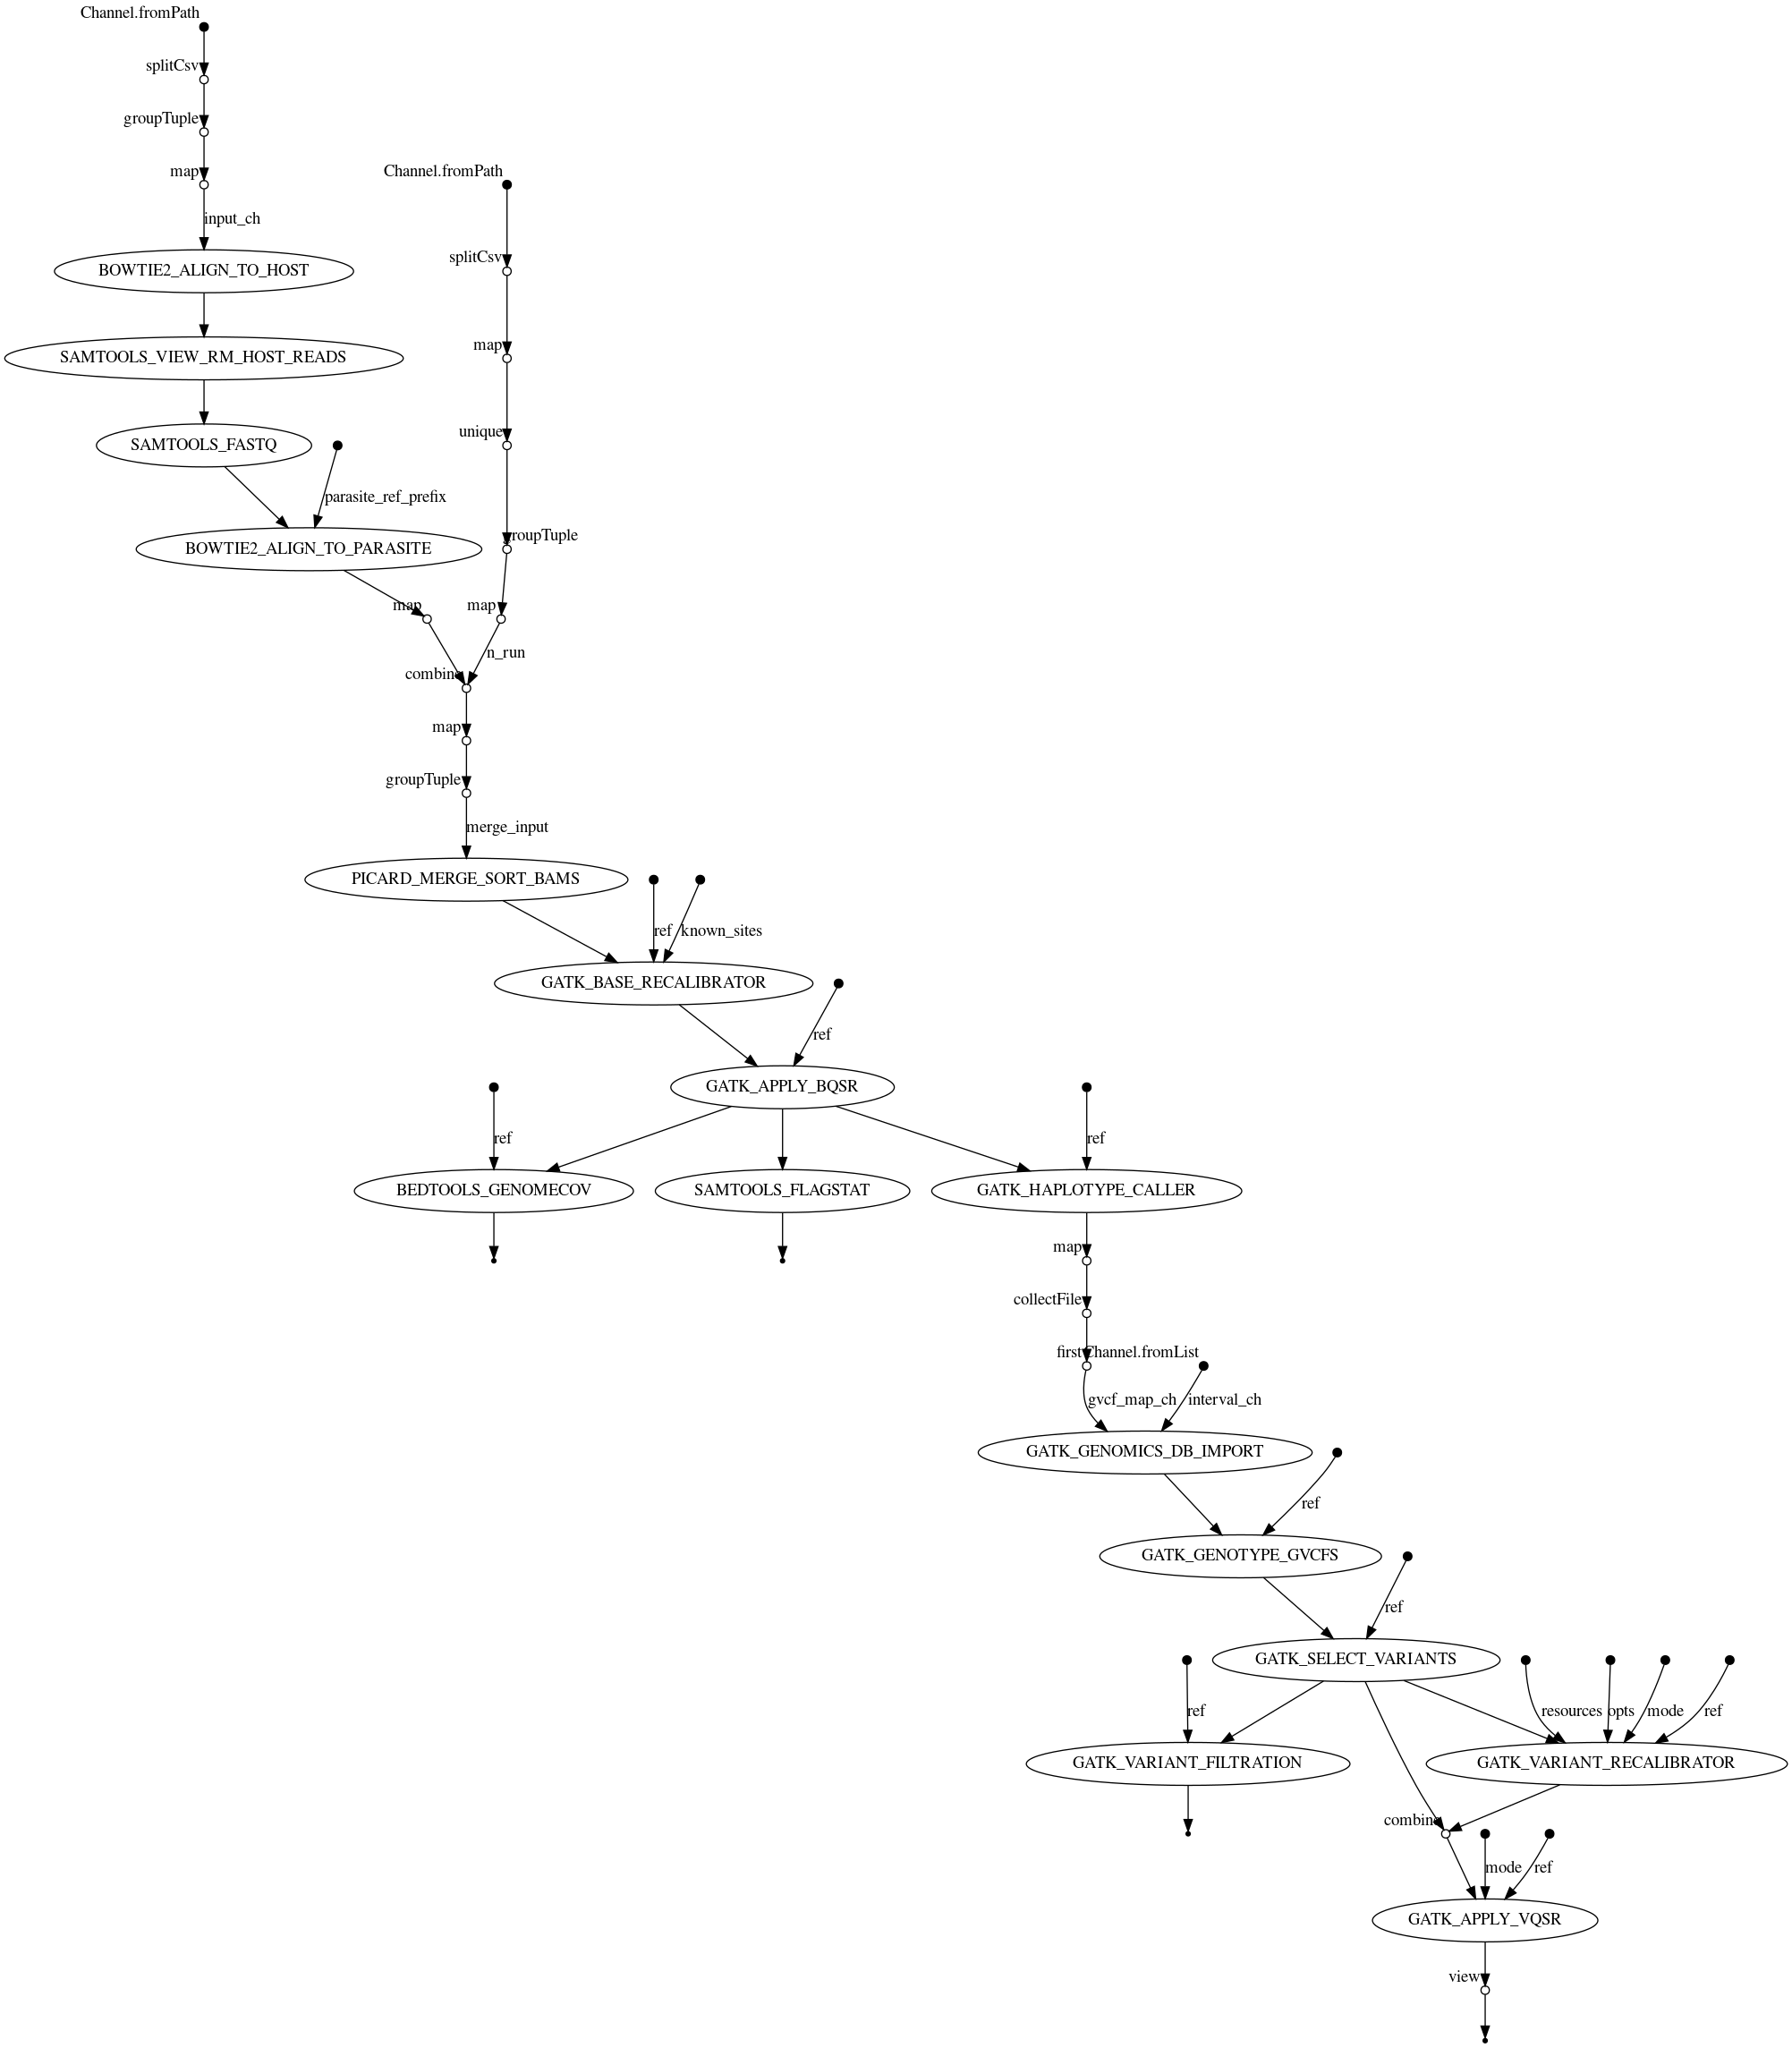 Channel.fromPath
splitCsv
groupTuple
map
Channel.fromPath
input_ch
splitCsv
BOWTIE2_ALIGN_TO_HOST
map
SAMTOOLS_VIEW_RM_HOST_READS
unique
SAMTOOLS_FASTQ
parasite_ref_prefix
groupTuple
BOWTIE2_ALIGN_TO_PARASITE
map
map
n_run
combine
map
groupTuple
merge_input
PICARD_MERGE_SORT_BAMS
ref
known_sites
GATK_BASE_RECALIBRATOR
ref
GATK_APPLY_BQSR
ref
ref
BEDTOOLS_GENOMECOV
SAMTOOLS_FLAGSTAT
GATK_HAPLOTYPE_CALLER
map
collectFile
first
Channel.fromList
gvcf_map_ch
interval_ch
GATK_GENOMICS_DB_IMPORT
ref
GATK_GENOTYPE_GVCFS
ref
GATK_SELECT_VARIANTS
ref
resources
opts
mode
ref
GATK_VARIANT_FILTRATION
GATK_VARIANT_RECALIBRATOR
combine
mode
ref
GATK_APPLY_VQSR
view